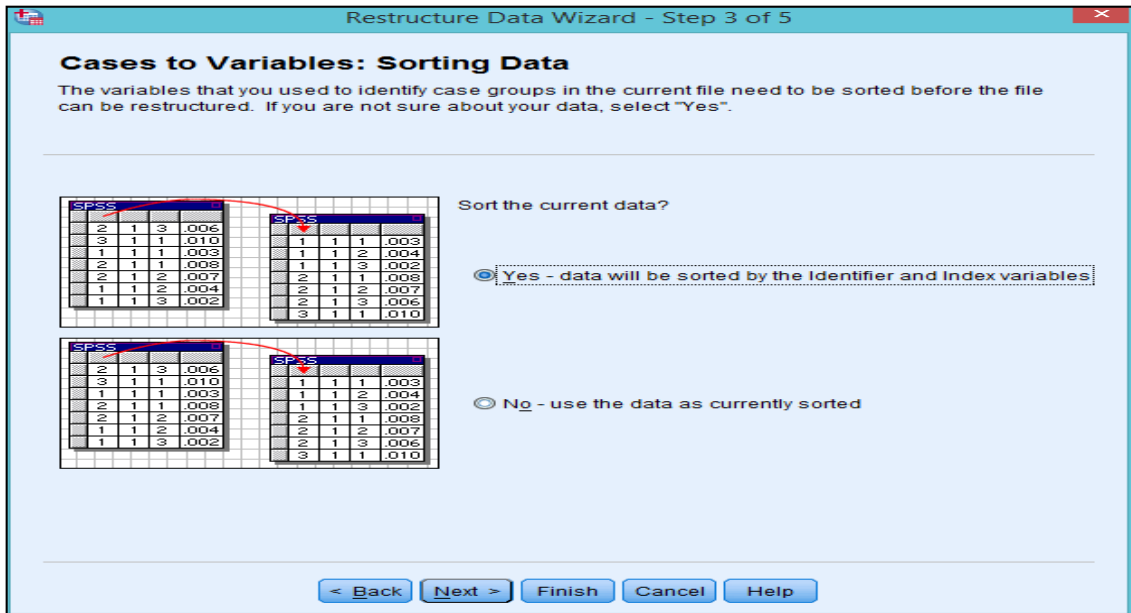 Restructure Data Wizard - Step 3 of 5
Cases to Variables: Sorting Data
The variables that you used to identify case groups in the current file need to be sorted before the file
can be restructured. If you are not sure about your data, select "Yes".
SPSS
2 1 3 .006
3 1 1 .010
1 1 1 .003
2 1 1 .008
2 1 2 .007
1 1 2 .004
1 1 3 .002
SPSS
1 1 1 .003
1 1 2 .004
1 1 3 .002
2 1 1 .008
2 1 2 .007
2 1 3 .006
3 1 1 .010
Sort the current data?
Yes - data will be sorted by the Identifier and Index variables
SPSS
2 1 3 .006
3 1 1 .010
1 1 1 .003
2 1 1 .008
2 1 2 .007
1 1 2 .004
1 1 3 .002
SPSS
1 1 1 .003
1 1 2 .004
1 1 3 .002
2 1 1 .008
2 1 2 .007
2 1 3 .006
3 1 1 .010
No - use the data as currently sorted
< Back Next > Finish Cancel Help